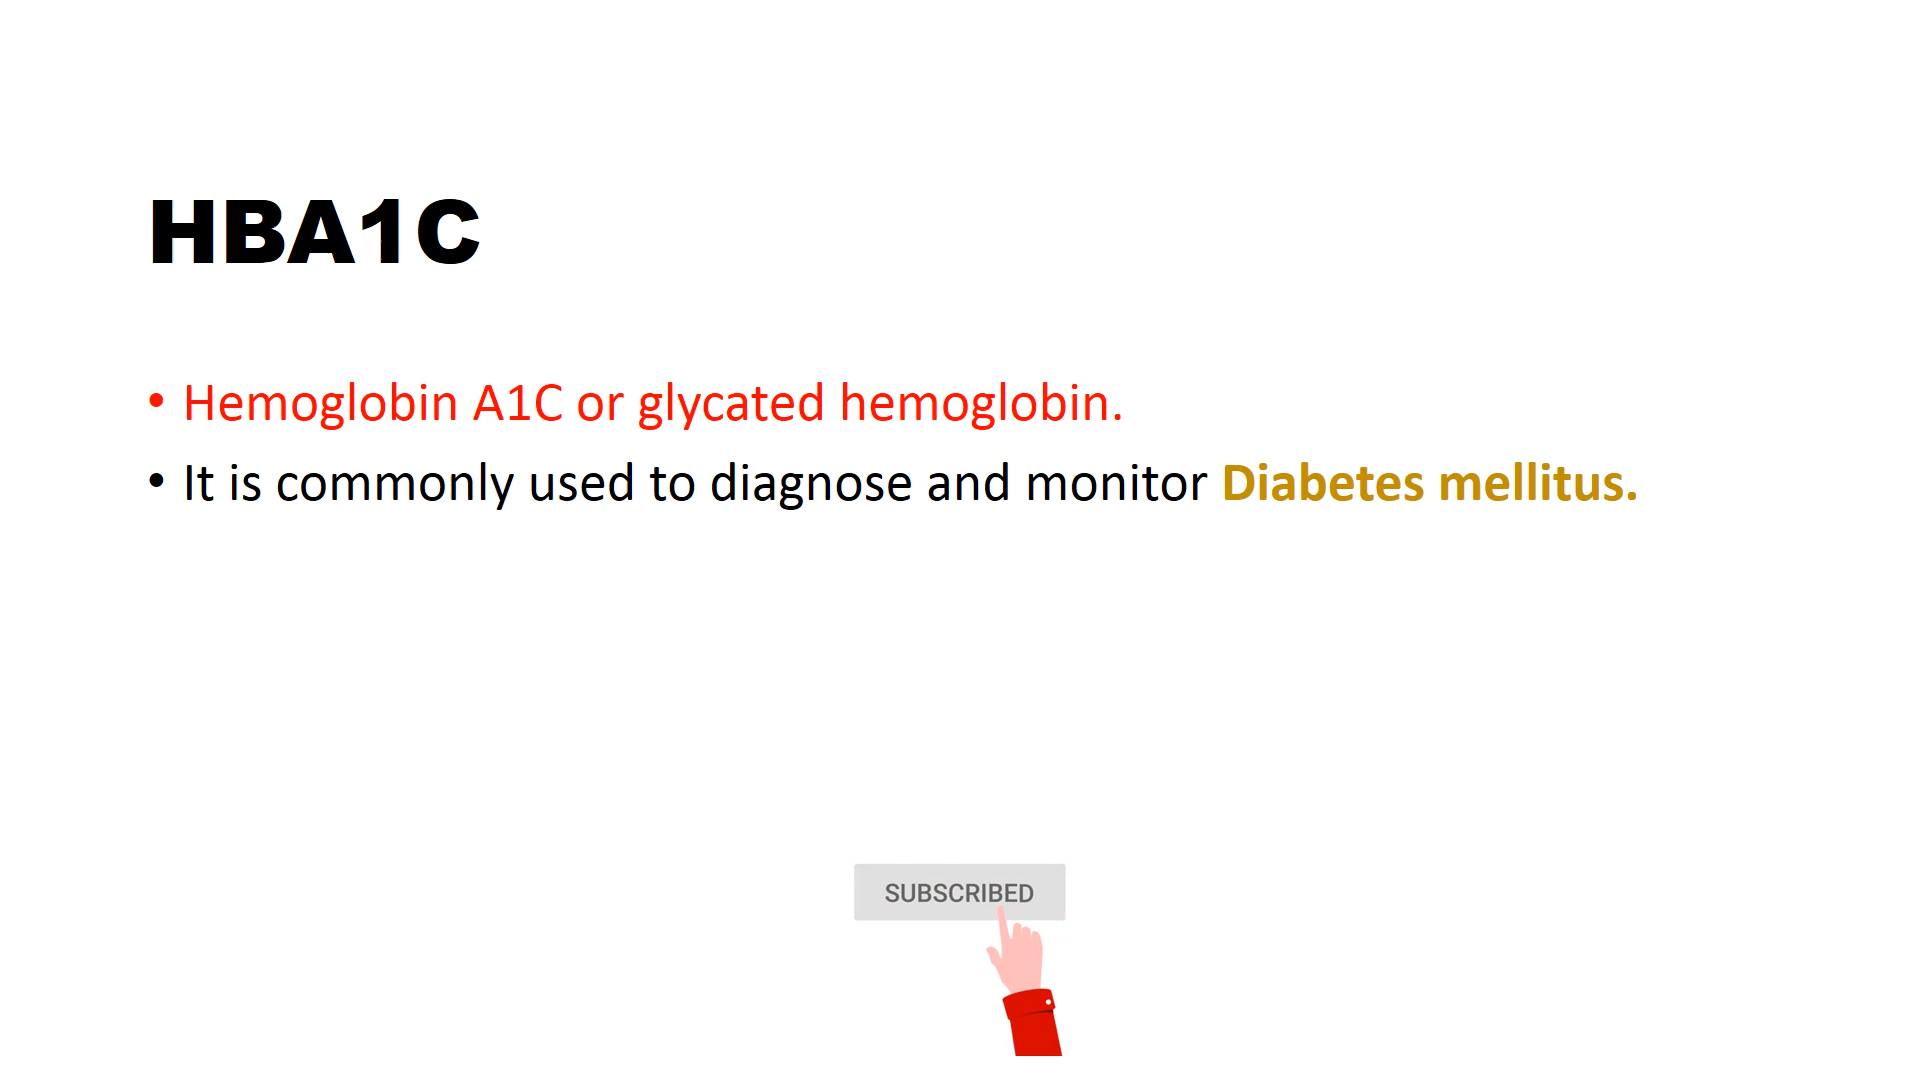 HBA1C
• Hemoglobin A1C or glycated hemoglobin.
• It is commonly used to diagnose and monitor Diabetes mellitus.
SUBSCRIBED